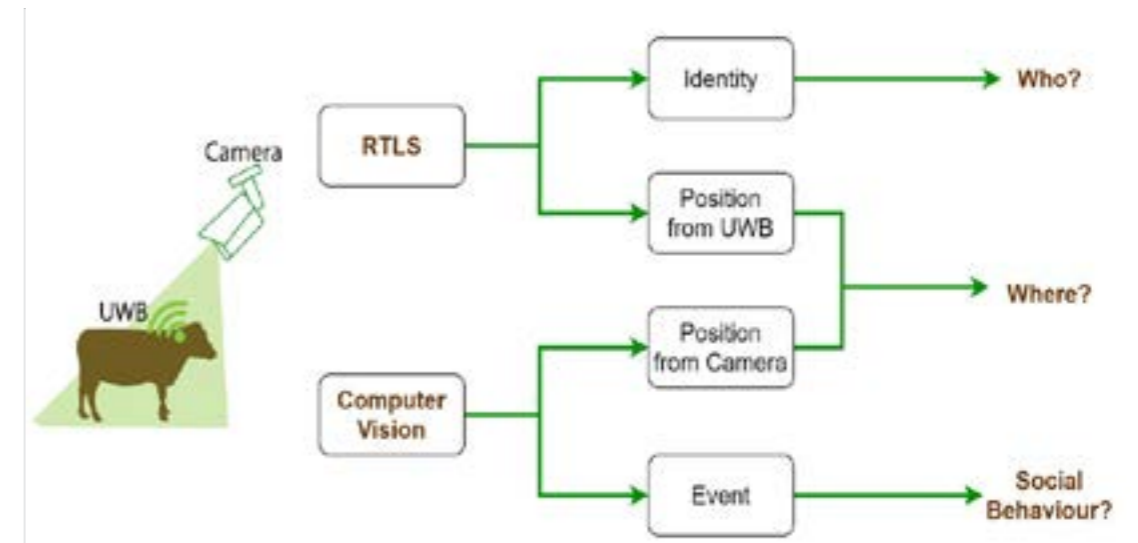 Camera
UWB
RTLS
Computer
Vision
Identity
Position
from UWB
Position
from Camera
Event
Who?
Where?
Social
Behaviour?